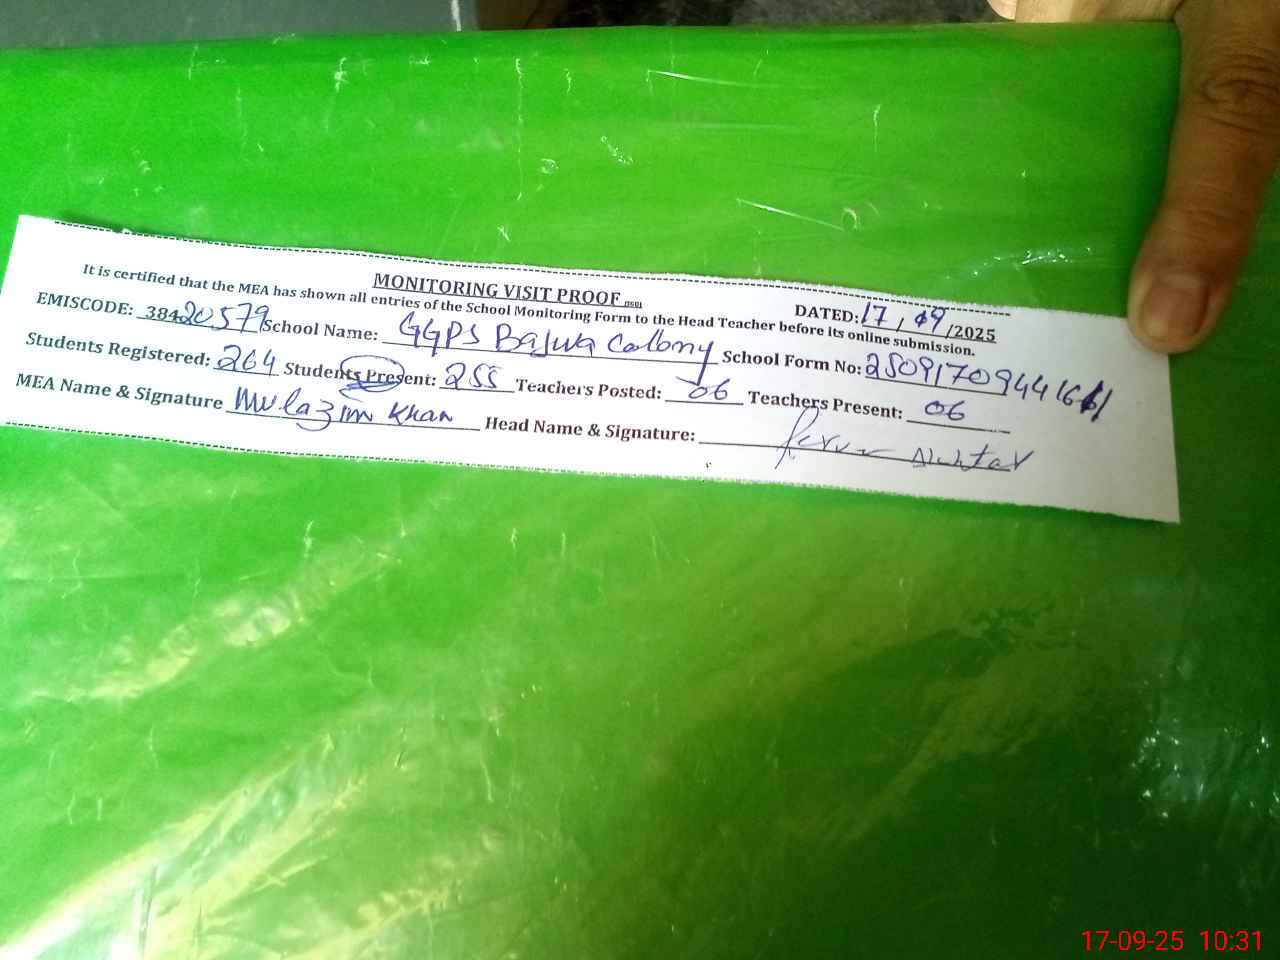 MONITORING VISIT PROOF
DATED: 17 / 09 /2025
It is certified that the MEA has shown all entries of the School Monitoring Form to the Head Teacher before its online submission.
EMISCODE: 38420579 School Name: GGPS Bajwa Collony School Form No:
Students Registered: 264 Students Present: 255 Teachers Posted: 06 Teachers Present: 06
MEA Name & Signature Mulazim Khan Head Name & Signature:
17-09-25 10:31